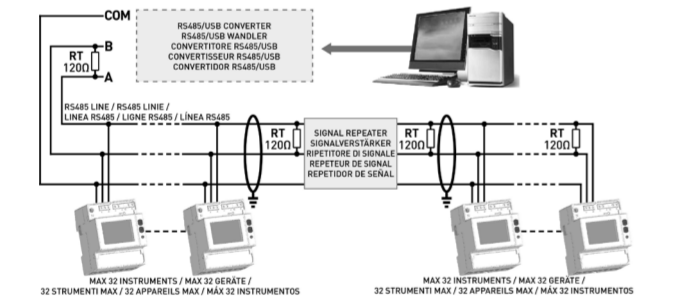 COM
RS485/USB CONVERTER
RS485/USB WANDLER
CONVERTITORE RS485/USB
CONVERTISSEUR RS485/USB
CONVERTIDOR RS485/USB
B
RT
120Ω
A
RS485 LINE / RS485 LINIE /
LINEA RS485 / LIGNE RS485 / LÍNEA RS485
RT
120Ω
SIGNAL REPEATER
SIGNALVERSTÄRKER
RIPETITORE DI SIGNALE
REPETEUR DE SIGNAL
REPETIDOR DE SEÑAL
RT
120Ω
RT
120Ω
MAX 32 INSTRUMENTS / MAX 32 GERÄTE /
32 STRUMENTI MAX / 32 APPAREILS MAX / MÁX 32 INSTRUMENTOS
MAX 32 INSTRUMENTS / MAX 32 GERÄTE /
32 STRUMENTI MAX / 32 APPAREILS MAX / MÁX 32 INSTRUMENTOS